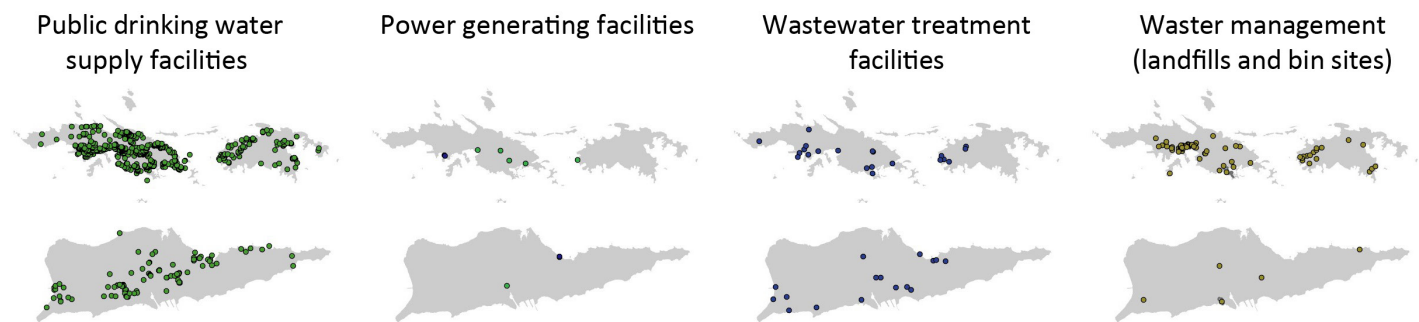 Public drinking water
supply facilities
Power generating facilities
Wastewater treatment
facilities
Waster management
(landfills and bin sites)